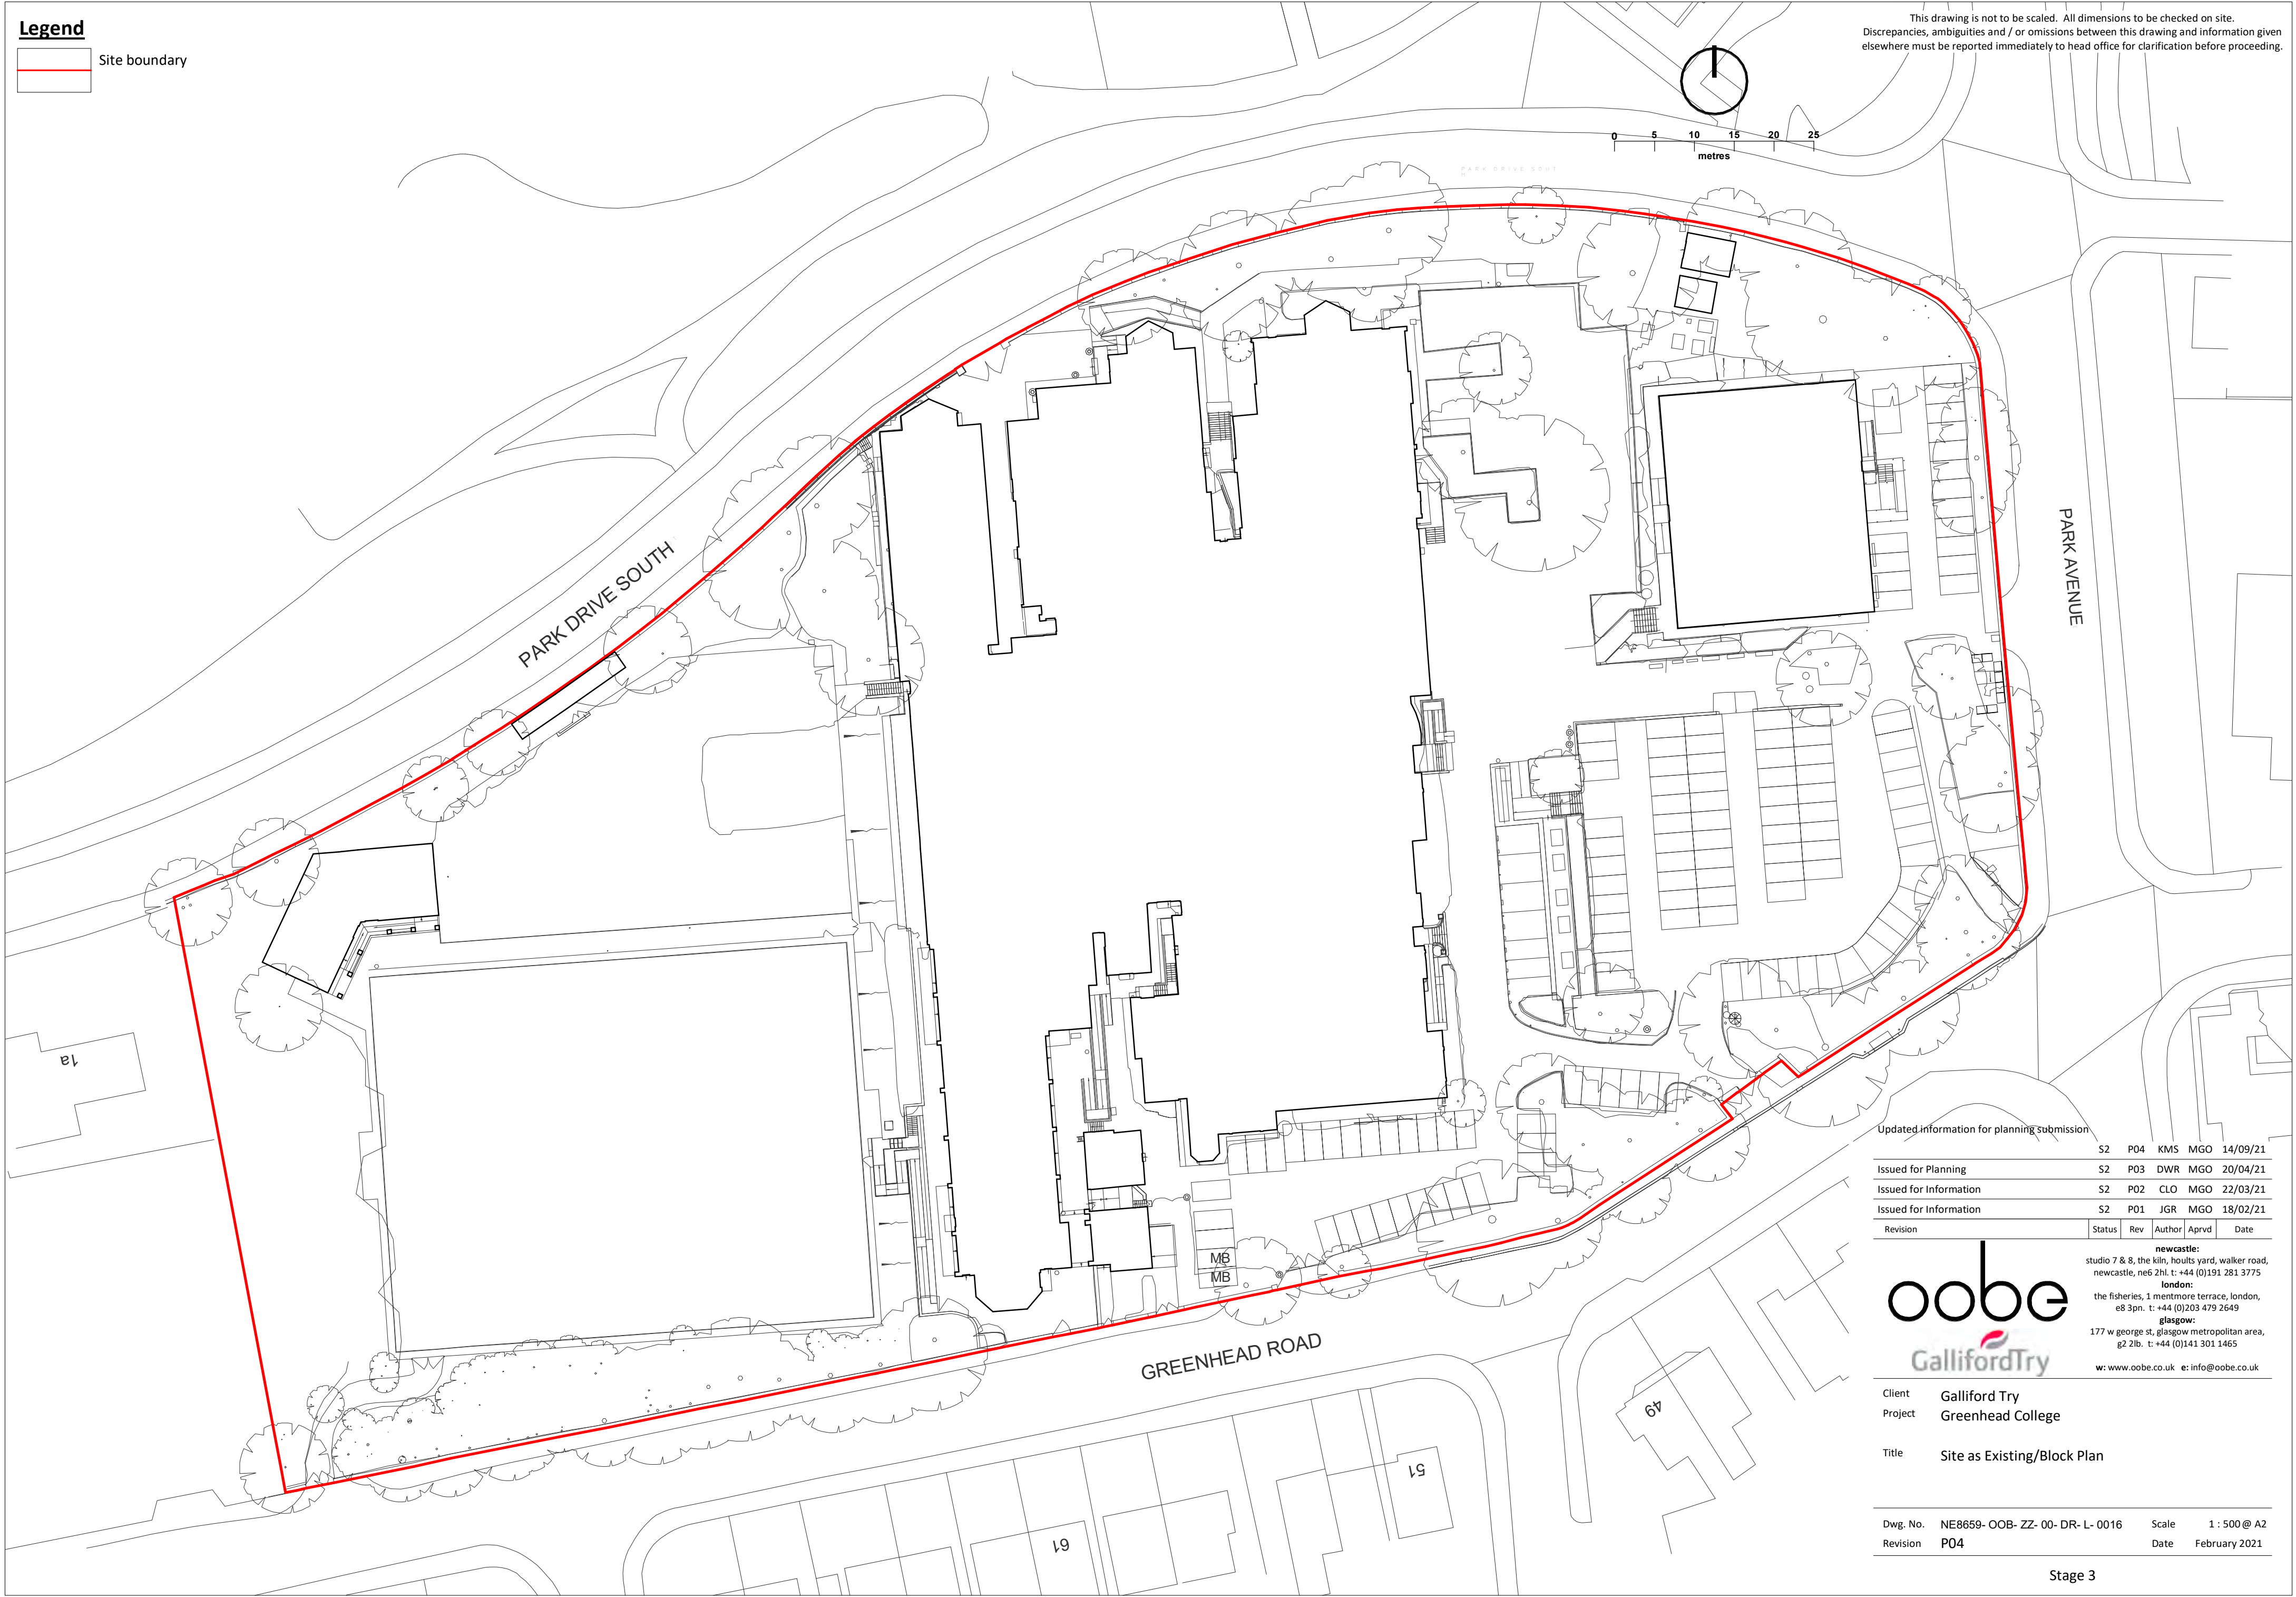 Legend
Site boundary
This drawing is not to be scaled. All dimensions to be checked on site.
Discrepancies, ambiguities and / or omissions between this drawing and information given
elsewhere must be reported immediately to head office for clarification before proceeding.
0 5 10 15 20 25
metres
PARK DRIVE SOUTH
PARK AVENUE
1a
MB
MB
GREENHEAD ROAD
49
51
61
Updated information for planning submission
S2 P04 KMS MGO 14/09/21
Issued for Planning S2 P03 DWR MGO 20/04/21
Issued for Information S2 P02 CLO MGO 22/03/21
Issued for Information S2 P01 JGR MGO 18/02/21
Revision Status Rev Author Aprvd Date
oobe
GallifordTry
newcastle:
studio 7 & 8, the kiln, hoults yard, walker road,
newcastle, ne6 2hl. t: +44 (0)191 281 3775
london:
the fisheries, 1 mentmore terrace, london,
e8 3pn. t: +44 (0)203 479 2649
glasgow:
177 w george st, glasgow metropolitan area,
g2 2lb. t: +44 (0)141 301 1465
w: www.oobe.co.uk e: info@oobe.co.uk
Client Galliford Try
Project Greenhead College
Title Site as Existing/Block Plan
Dwg. No. NE8659- OOB- ZZ- 00- DR- L- 0016 Scale 1 : 500 @ A2
Revision P04 Date February 2021
Stage 3